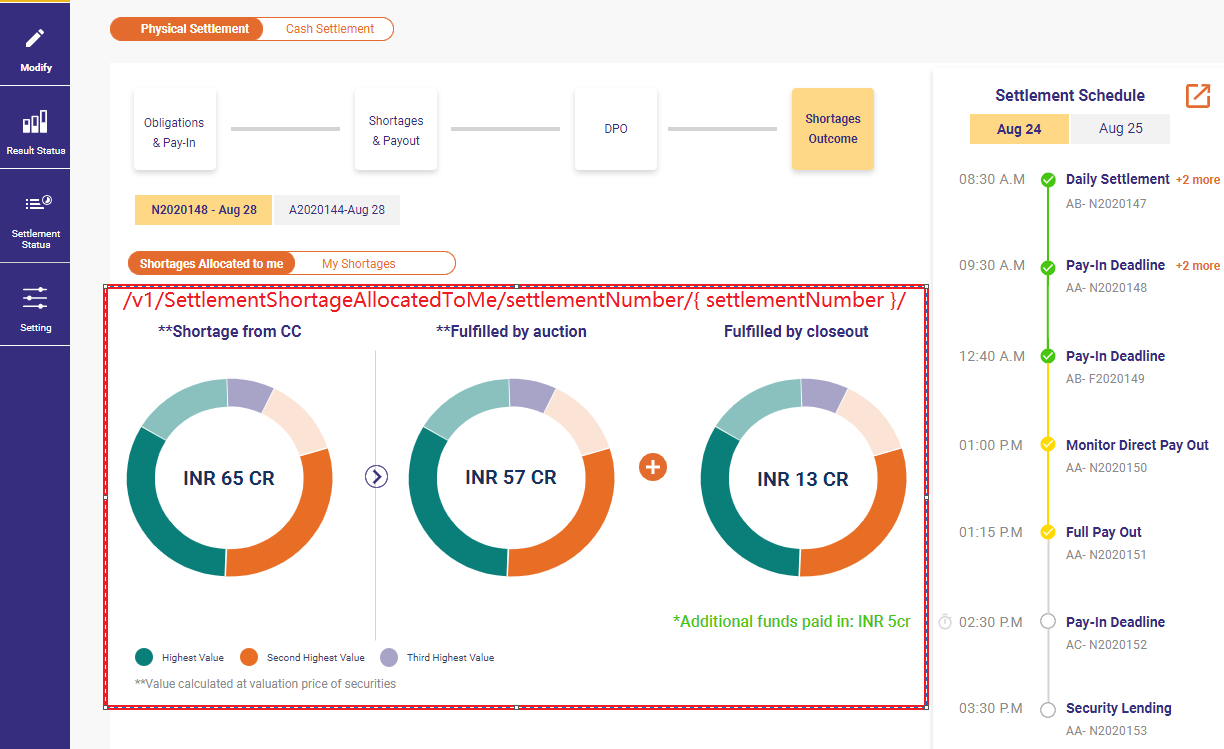 Modify
Result Status
Settlement
Status
Setting
Physical Settlement
Cash Settlement
Obligations
& Pay-In
Shortages
& Payout
DPO
Shortages
Outcome
N2020148 - Aug 28
A2020144-Aug 28
Shortages Allocated to me
My Shortages
/v1/SettlementShortageAllocatedToMe/settlementNumber/{ settlementNumber }/
**Shortage from CC
**Fulfilled by auction
Fulfilled by closeout
INR 65 CR
INR 57 CR
INR 13 CR
*Additional funds paid in: INR 5cr
Highest Value
Second Highest Value
Third Highest Value
**Value calculated at valuation price of securities
Settlement Schedule
Aug 24
Aug 25
08:30 A.M
Daily Settlement +2 more
AB- N2020147
09:30 A.M
Pay-In Deadline +2 more
AA- N2020148
12:40 A.M
Pay-In Deadline
AB- F2020149
01:00 P.M
Monitor Direct Pay Out
AA- N2020150
01:15 P.M
Full Pay Out
AA- N2020151
02:30 P.M
Pay-In Deadline
AC- N2020152
03:30 P.M
Security Lending
AA- N2020153